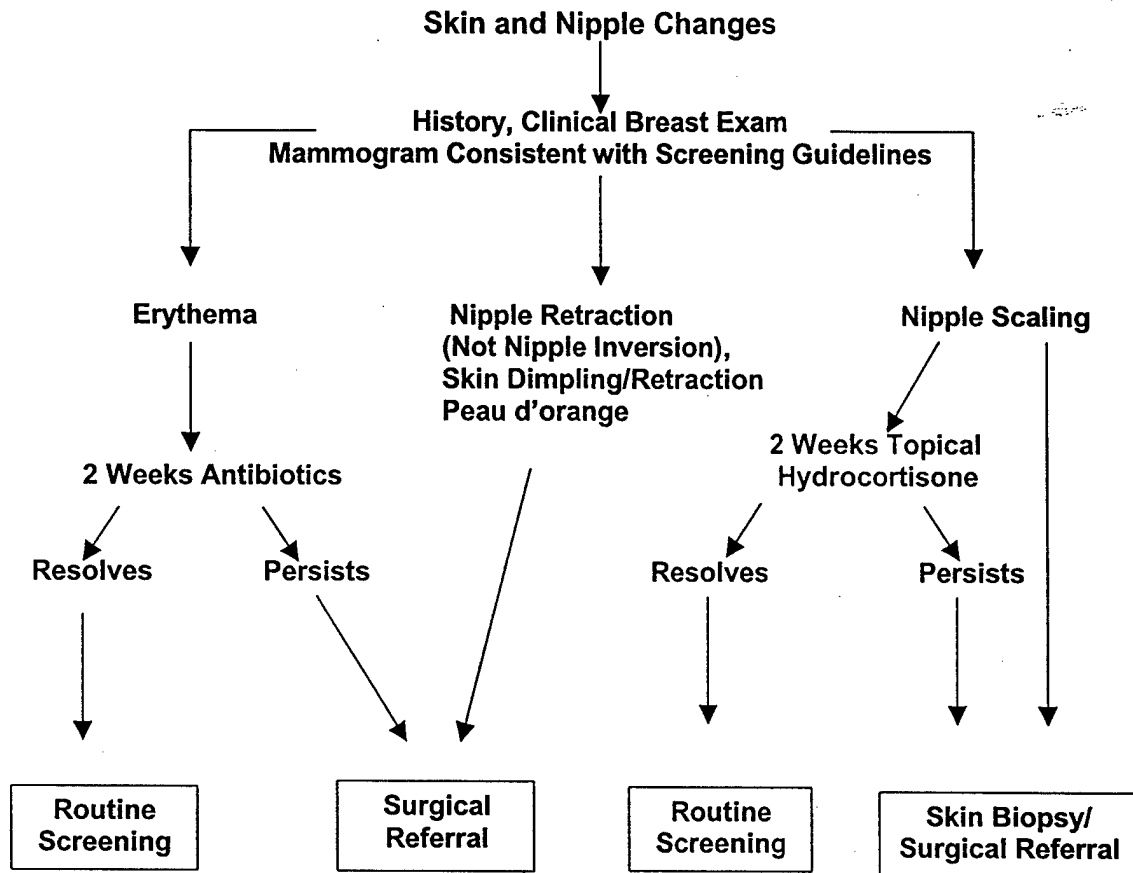 Skin and Nipple Changes
History, Clinical Breast Exam
Mammogram Consistent with Screening Guidelines
Erythema
Nipple Retraction
(Not Nipple Inversion),
Skin Dimpling/Retraction
Peau d'orange
Nipple Scaling
2 Weeks Antibiotics
2 Weeks Topical
Hydrocortisone
Resolves
Persists
Resolves
Persists
Routine
Screening
Surgical
Referral
Routine
Screening
Skin Biopsy/
Surgical Referral